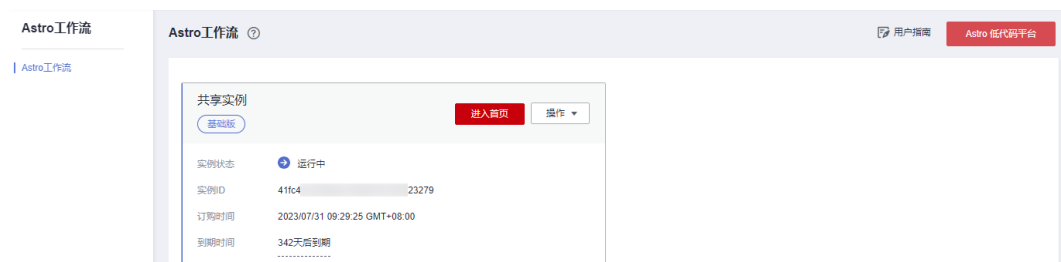 Astro工作流
Astro工作流
Astro工作流
用户指南
Astro 低代码平台
共享实例
基础版
进入首页
操作
实例状态
运行中
实例ID
41fc4 23279
订购时间
2023/07/31 09:29:25 GMT+08:00
到期时间
342天后到期